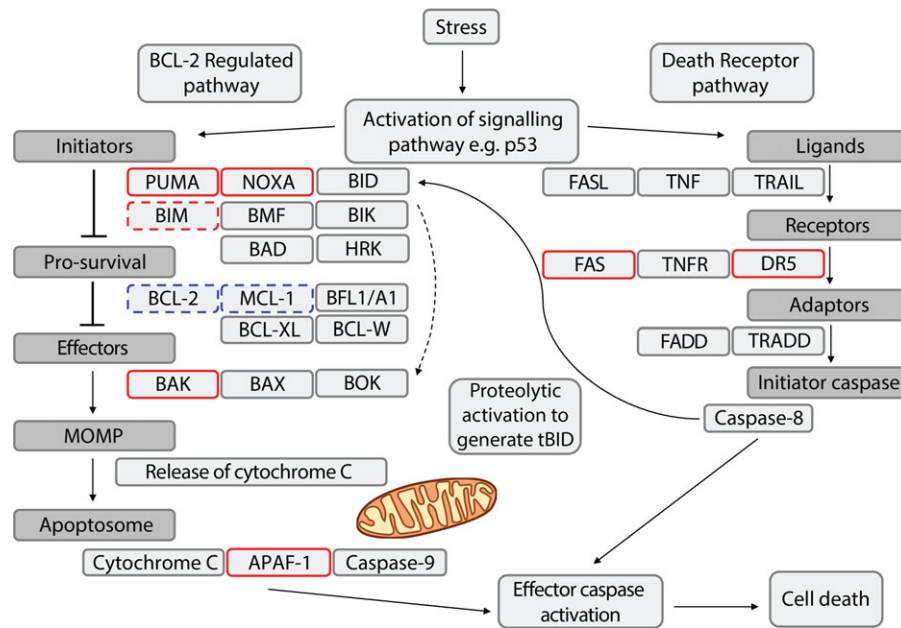 Stress
BCL-2 Regulated
pathway
Death Receptor
pathway
Activation of signalling
pathway e.g. p53
Initiators
Ligands
PUMA NOXA BID
FASL TNF TRAIL
BIM BMF BIK
Receptors
BAD HRK
Pro-survival
FAS TNFR DR5
BCL-2 MCL-1 BFL1/A1
Adaptors
BCL-XL BCL-W
Effectors
FADD TRADD
BAK BAX BOK
Initiator caspase
Proteolytic
activation to
generate tBID
Caspase-8
MOMP
Release of cytochrome C
Apoptosome
Cytochrome C APAF-1 Caspase-9
Effector caspase
activation
Cell death